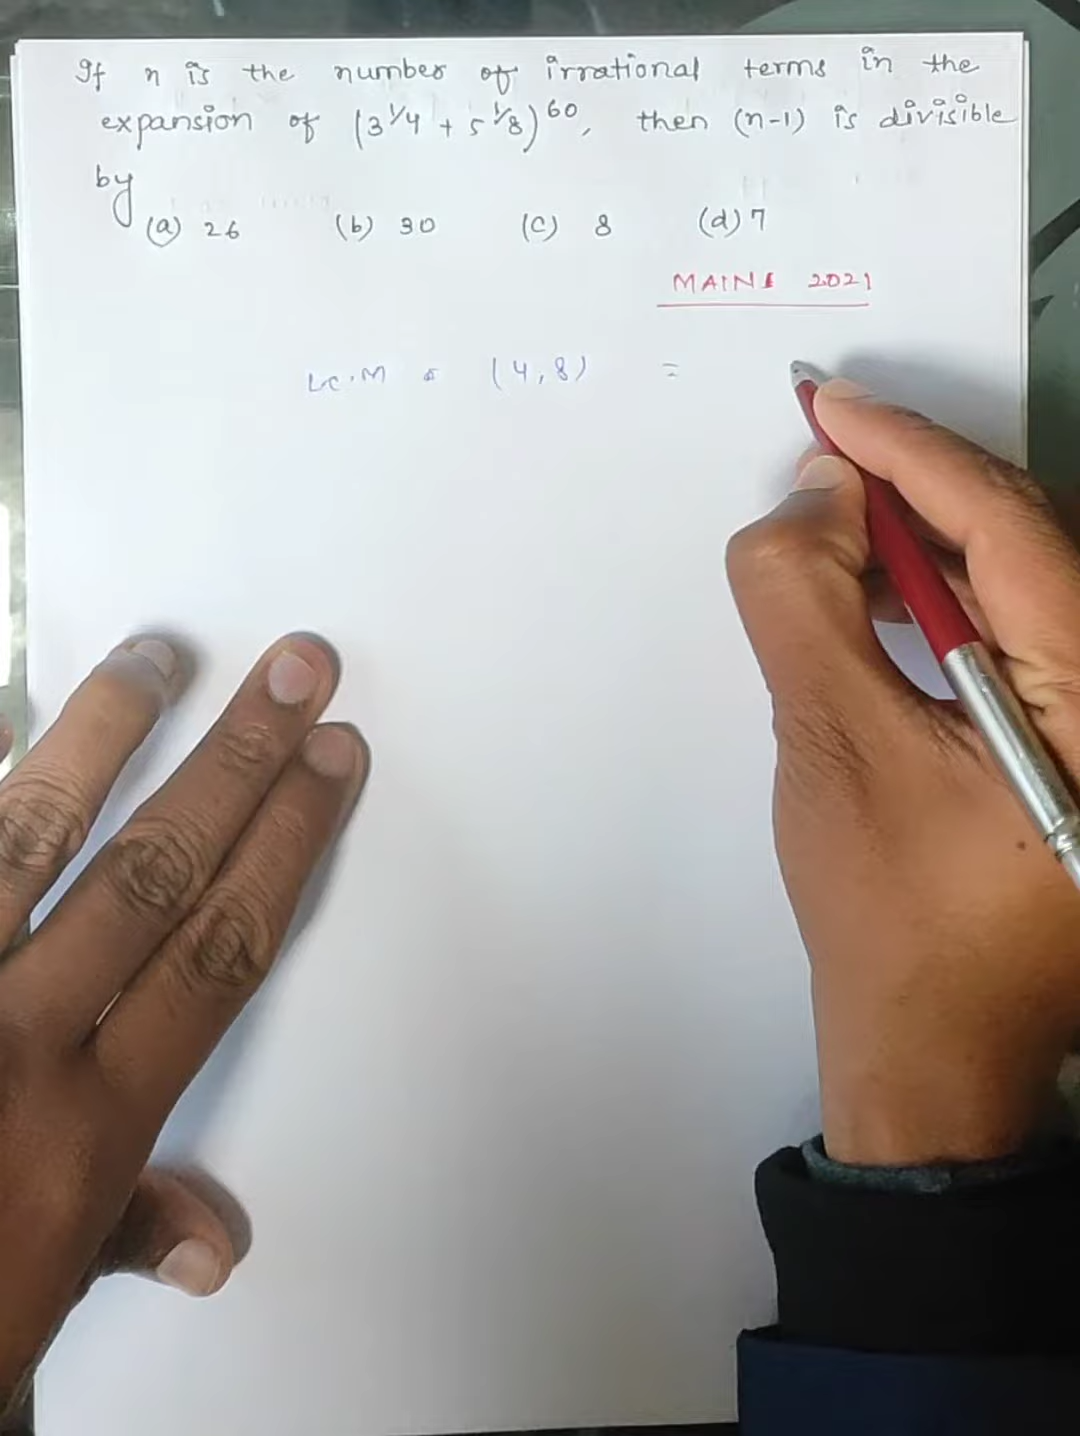 If n is the number of irrational terms in the
expansion of (3^1/4 + 5^1/8)^60, then (n-1) is divisible
by
(a) 26 (b) 30 (c) 8 (d) 7
MAINS 2021
L.C.M (4,8) =